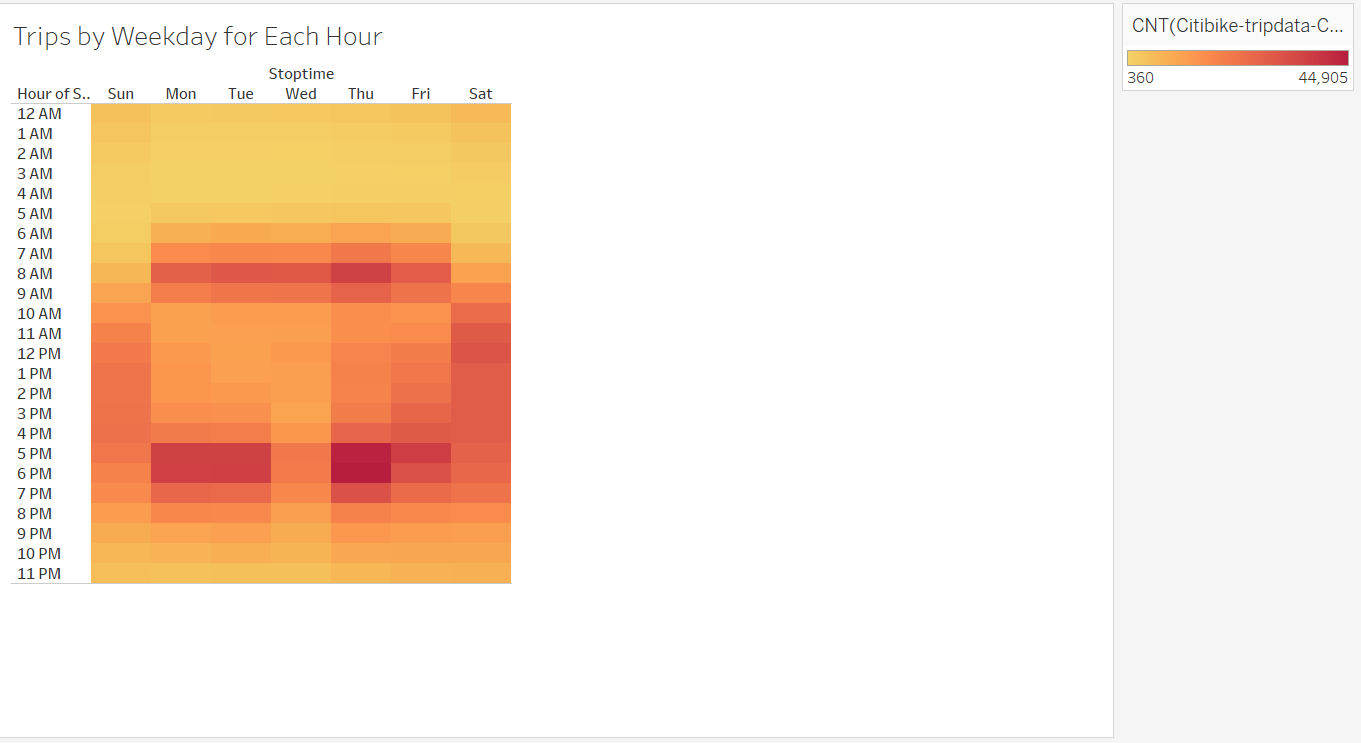 Trips by Weekday for Each Hour
CNT(Citibike-tripdata-C...
360 44,905
Stoptime
Hour of S.. Sun Mon Tue Wed Thu Fri Sat
12 AM
1 AM
2 AM
3 AM
4 AM
5 AM
6 AM
7 AM
8 AM
9 AM
10 AM
11 AM
12 PM
1 PM
2 PM
3 PM
4 PM
5 PM
6 PM
7 PM
8 PM
9 PM
10 PM
11 PM